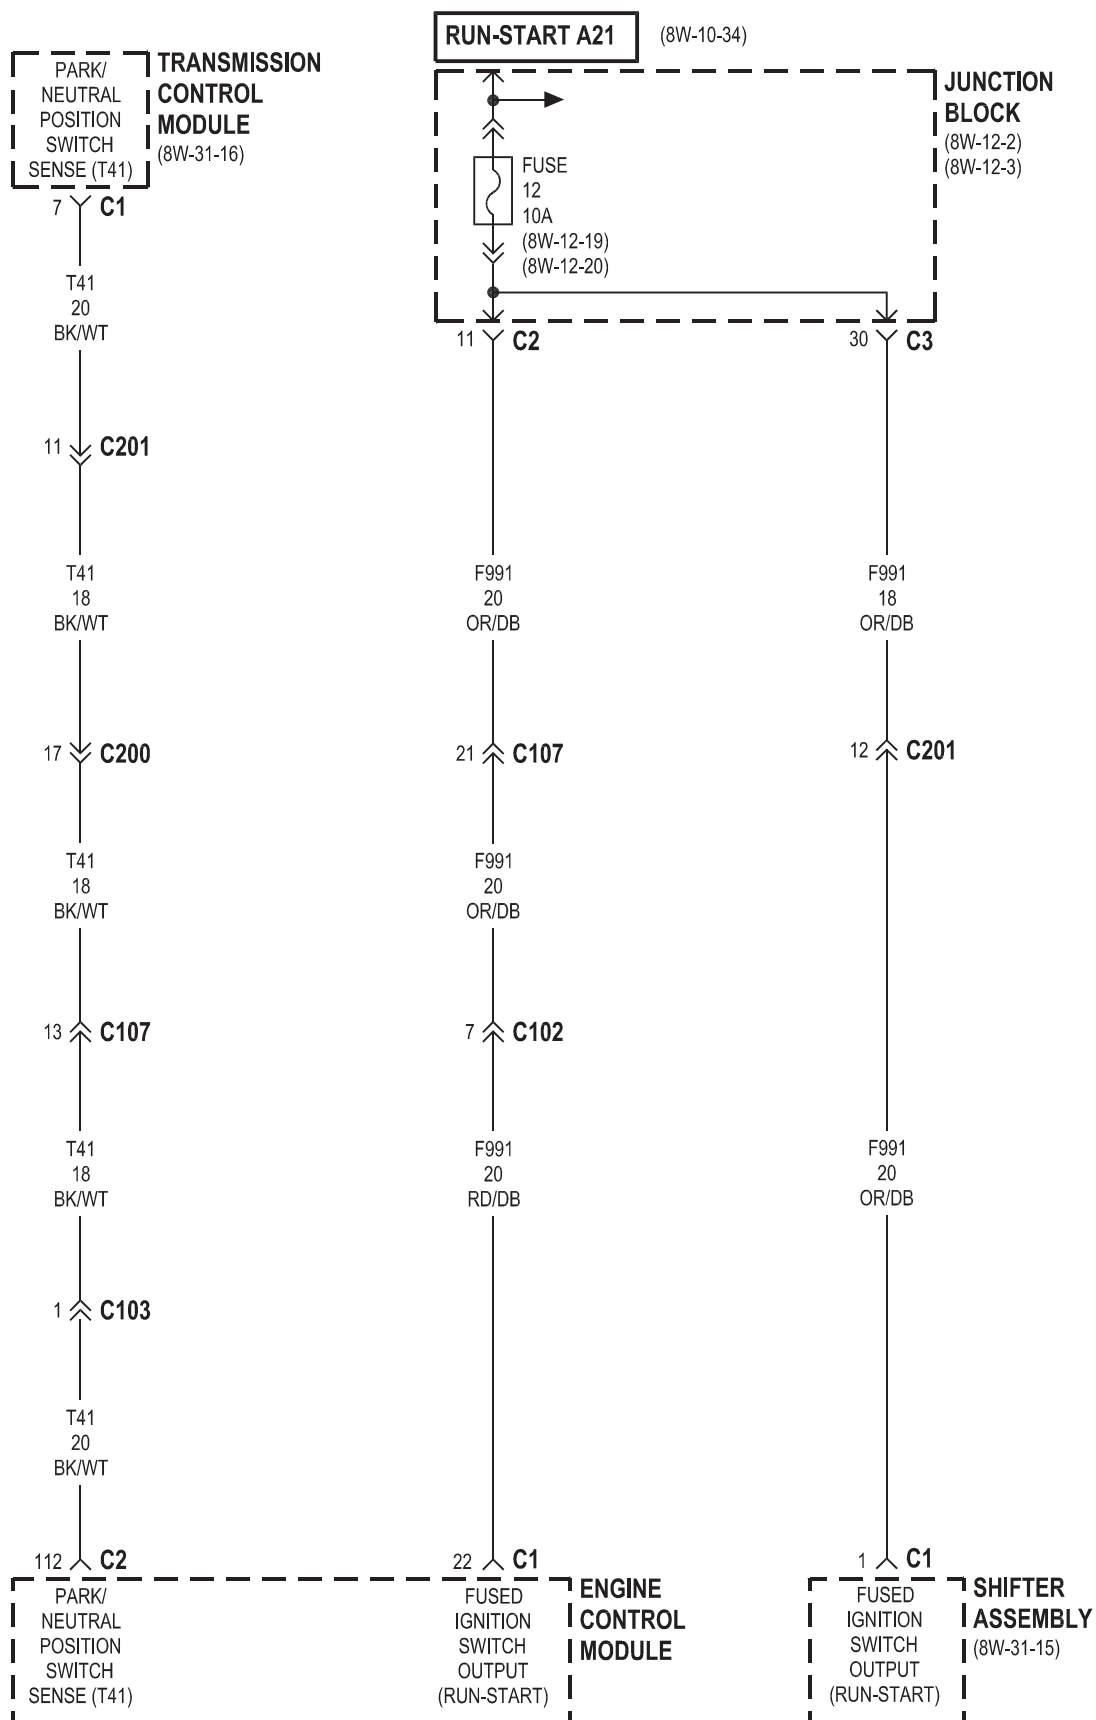 RUN-START A21
(8W-10-34)
PARK/
NEUTRAL
POSITION
SWITCH
SENSE (T41)
TRANSMISSION
CONTROL
MODULE
(8W-31-16)
JUNCTION
BLOCK
(8W-12-2)
(8W-12-3)
FUSE
12
10A
(8W-12-19)
(8W-12-20)
7 C1
T41
20
BK/WT
11 C201
T41
18
BK/WT
17 C200
T41
18
BK/WT
13 C107
T41
18
BK/WT
1 C103
T41
20
BK/WT
112 C2
PARK/
NEUTRAL
POSITION
SWITCH
SENSE (T41)
11 C2
F991
20
OR/DB
21 C107
F991
20
OR/DB
7 C102
F991
20
RD/DB
22 C1
FUSED
IGNITION
SWITCH
OUTPUT
(RUN-START)
ENGINE
CONTROL
MODULE
30 C3
F991
18
OR/DB
12 C201
F991
20
OR/DB
1 C1
FUSED
IGNITION
SWITCH
OUTPUT
(RUN-START)
SHIFTER
ASSEMBLY
(8W-31-15)